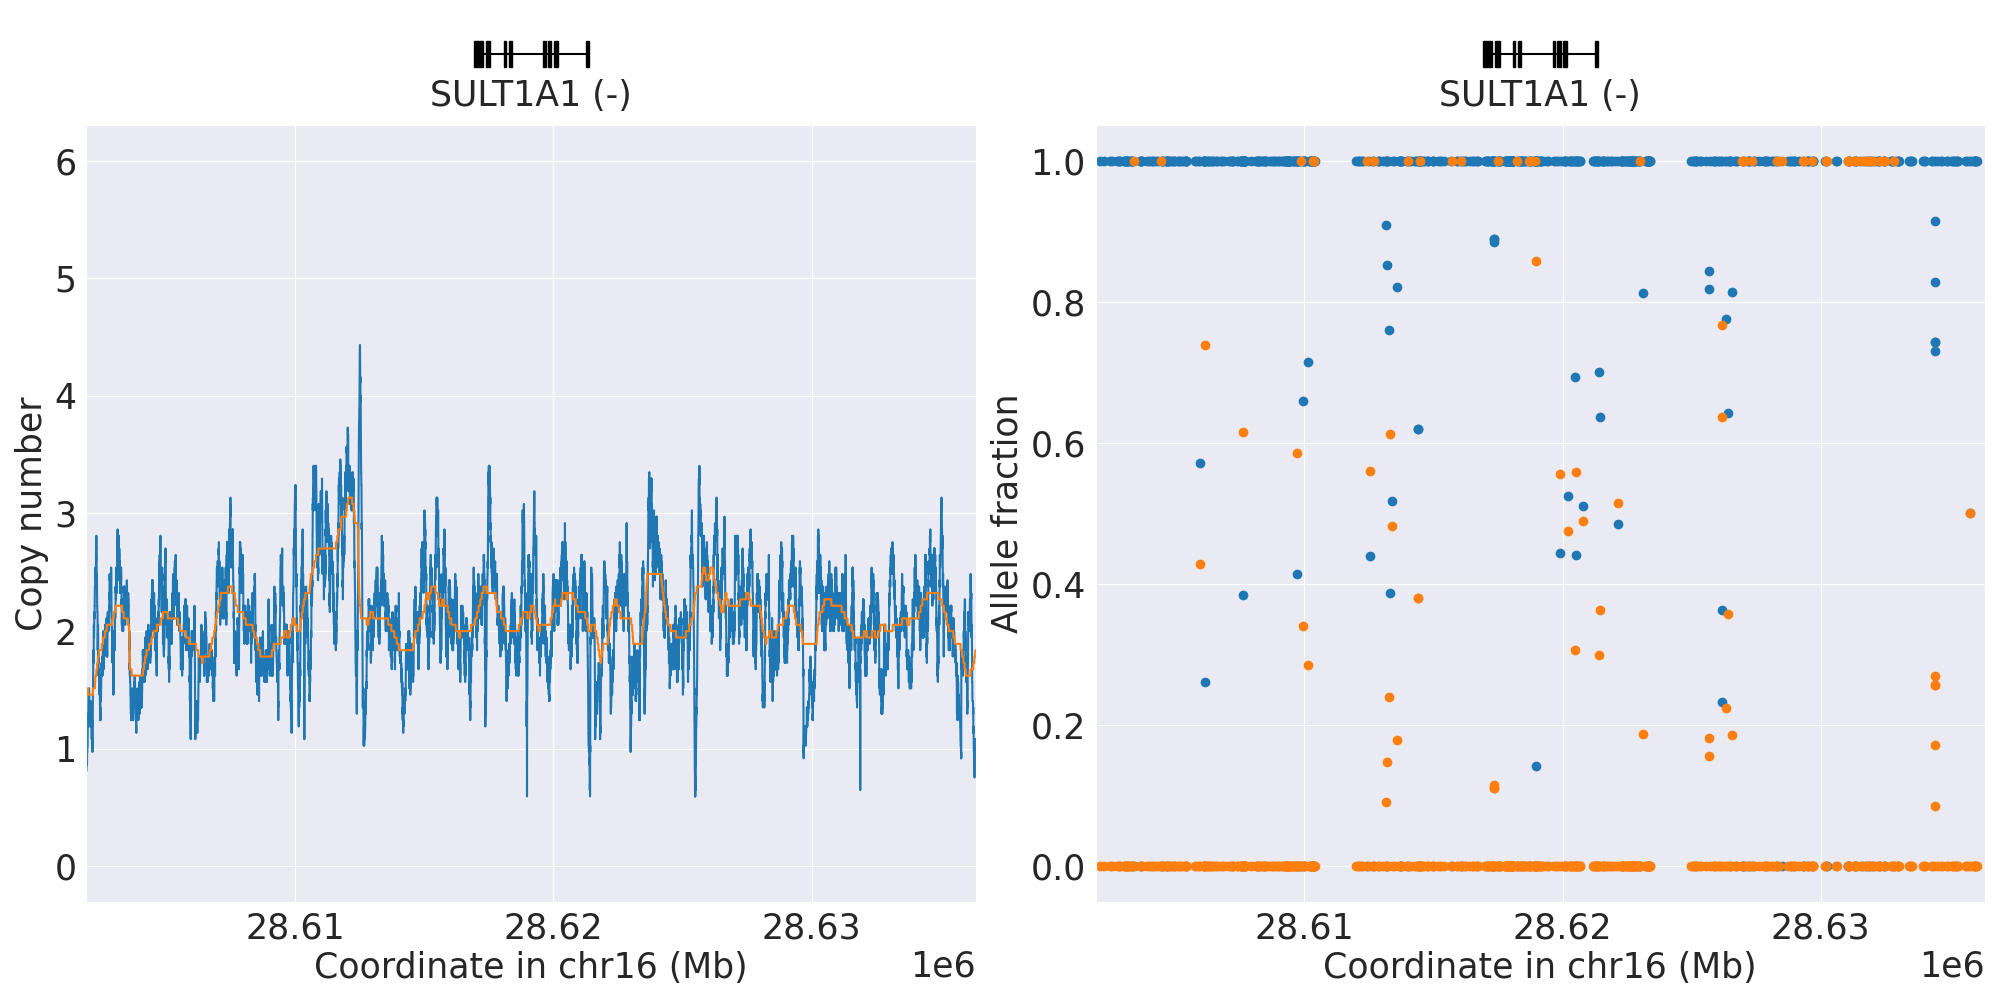 SULT1A1 (-)
SULT1A1 (-)
Copy number
6
5
4
3
2
1
0
28.61
28.62
28.63
Coordinate in chr16 (Mb)
1e6
Allele fraction
1.0
0.8
0.6
0.4
0.2
0.0
28.61
28.62
28.63
Coordinate in chr16 (Mb)
1e6